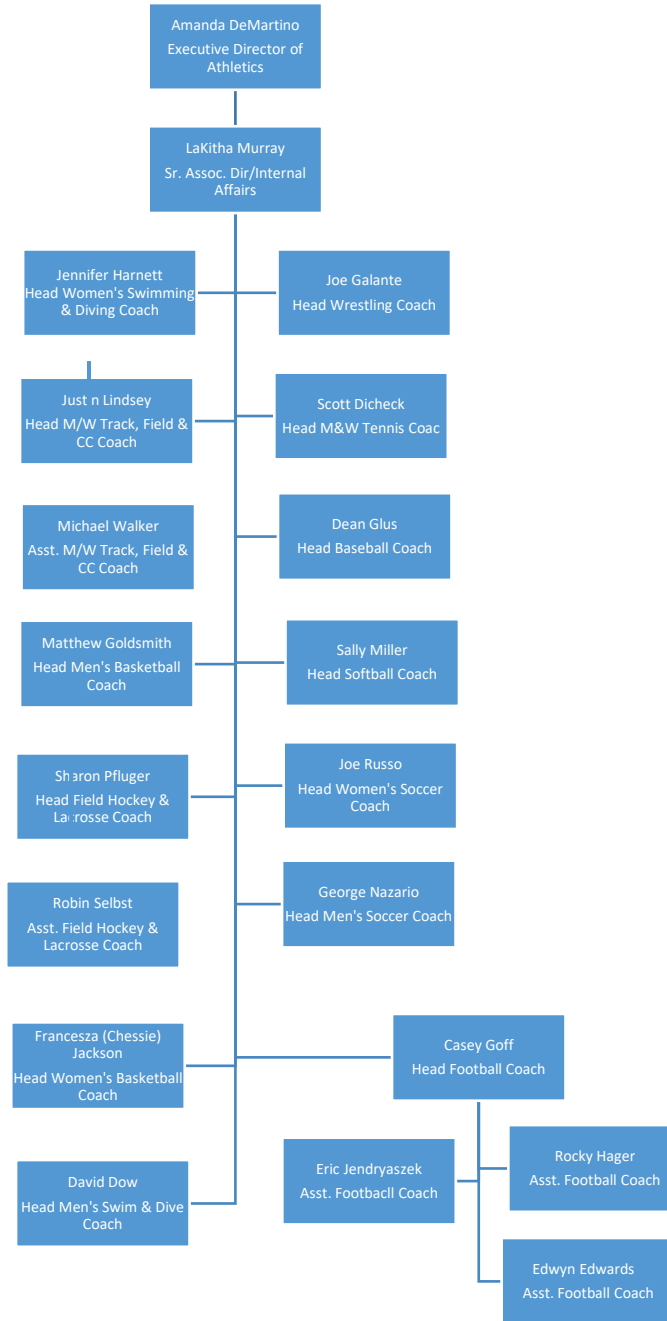 Amanda DeMartino
Executive Director of
Athletics
LaKitha Murray
Sr. Assoc. Dir/Internal
Affairs
Jennifer Harnett
Head Women's Swimming
& Diving Coach
Joe Galante
Head Wrestling Coach
Just n Lindsey
Head M/W Track, Field &
CC Coach
Scott Dicheck
Head M&W Tennis Coac
Michael Walker
Asst. M/W Track, Field &
CC Coach
Dean Glus
Head Baseball Coach
Matthew Goldsmith
Head Men's Basketball
Coach
Sally Miller
Head Softball Coach
Sharon Pfluger
Head Field Hockey &
Lacrosse Coach
Joe Russo
Head Women's Soccer
Coach
Robin Selbst
Asst. Field Hockey &
Lacrosse Coach
George Nazario
Head Men's Soccer Coach
Francesza (Chessie)
Jackson
Head Women's Basketball
Coach
Casey Goff
Head Football Coach
David Dow
Head Men's Swim & Dive
Coach
Eric Jendryaszek
Asst. Footbacll Coach
Rocky Hager
Asst. Football Coach
Edwyn Edwards
Asst. Football Coach